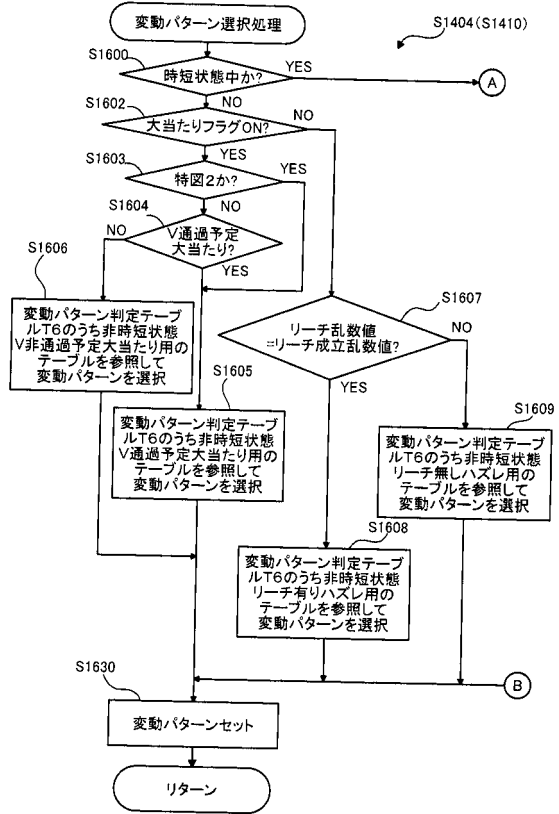 変動パターン選択処理
S1404(S1410)
S1600
時短状態中か?
YES
A
NO
S1602
大当たりフラグON?
NO
YES
S1603
特図2か?
YES
NO
S1604
V通過予定
大当たり?
NO
YES
S1606
変動パターン判定テーブ
ルT6のうち非時短状態
V非通過予定大当たり用の
テーブルを参照して
変動パターンを選択
S1607
リーチ乱数値
=リーチ成立乱数値?
NO
YES
S1605
変動パターン判定テーブ
ルT6のうち非時短状態
V通過予定大当たり用の
テーブルを参照して
変動パターンを選択
S1609
変動パターン判定テーブ
ルT6のうち非時短状態
リーチ無しハズレ用の
テーブルを参照して
変動パターンを選択
S1608
変動パターン判定テーブ
ルT6のうち非時短状態
リーチ有りハズレ用の
テーブルを参照して
変動パターンを選択
B
S1630
変動パターンセット
リターン